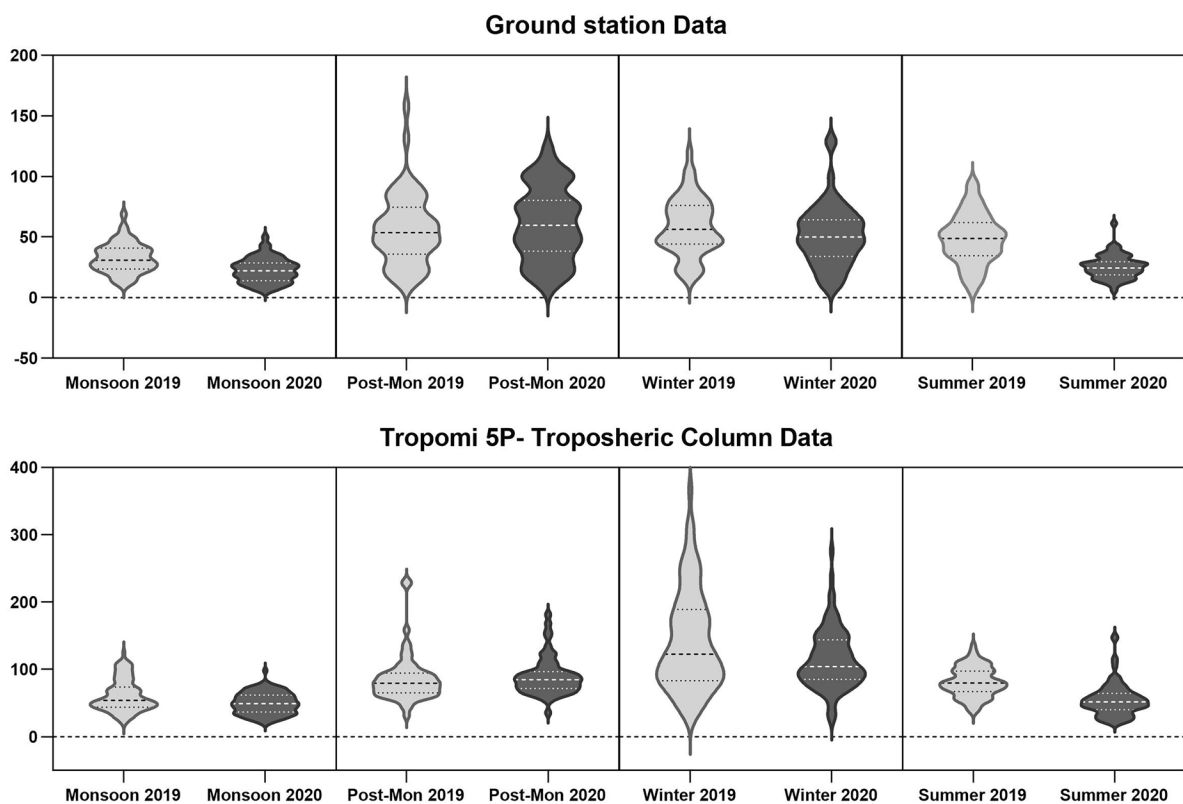 Ground station Data
200
150
100
50
0
-50
Monsoon 2019 Monsoon 2020 Post-Mon 2019 Post-Mon 2020 Winter 2019 Winter 2020 Summer 2019 Summer 2020
Tropomi 5P- Troposheric Column Data
400
300
200
100
0
Monsoon 2019 Monsoon 2020 Post-Mon 2019 Post-Mon 2020 Winter 2019 Winter 2020 Summer 2019 Summer 2020